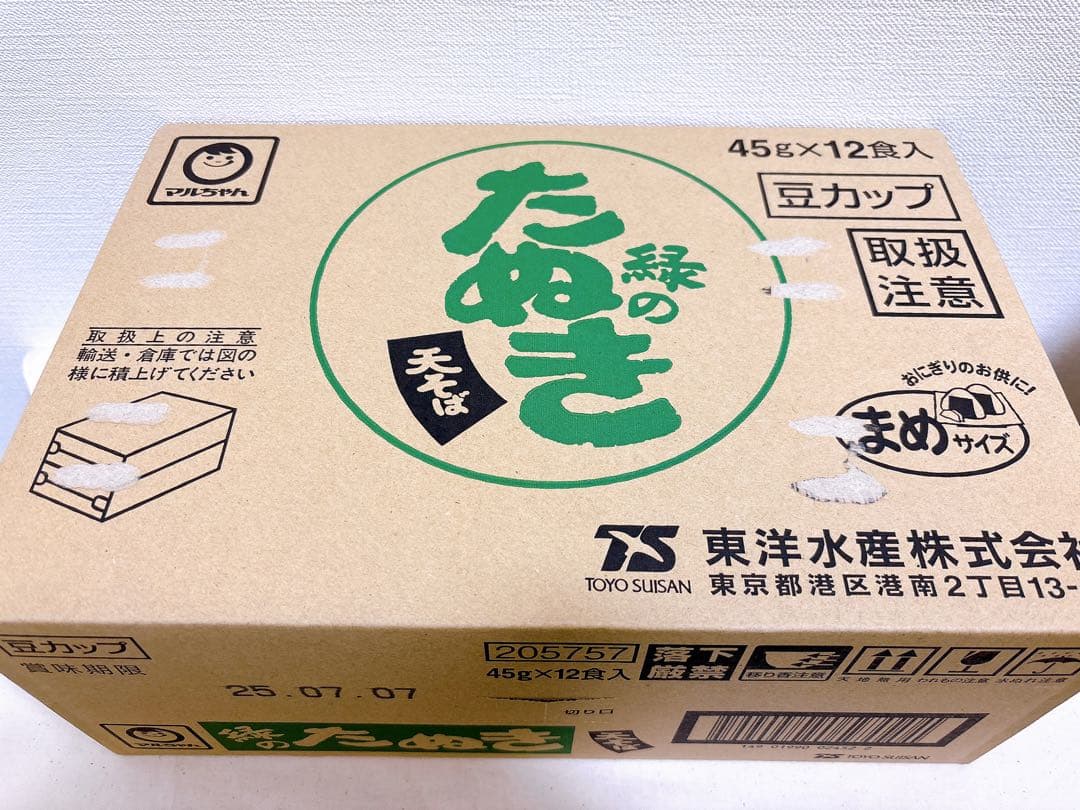 マルちゃん
45g×12食入
豆カップ
取扱
注意
緑の
たぬき
天そば
取扱上の注意
輸送・倉庫では図の
様に積上げてください
おにぎりのお供に!
まめ
サイズ
TS
TOYO SUISAN
東洋水産株式会社
東京都港区港南2丁目13-
豆カップ
賞味期限
25.07.07
205757
45g×12食入
落下
厳禁
移り香注意
天地無用
われもの注意
水ぬれ注意
切り口
マルちゃん
緑の
たぬき
天そば
TS TOYO SUISAN